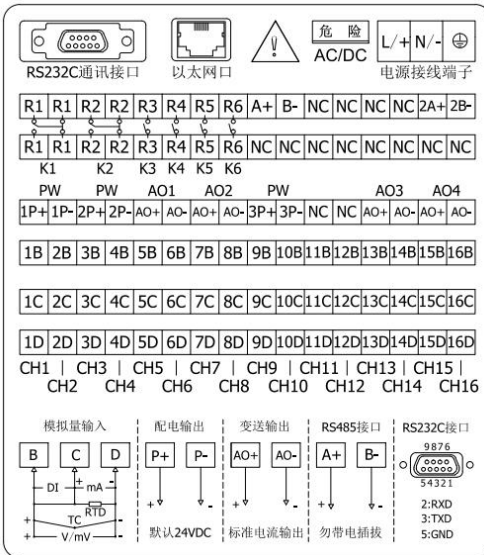 危 险
L/+ N/-
RS232C通讯接口 以太网口 AC/DC 电源接线端子
R1 R1 R2 R2 R3 R4 R5 R6 A+ B- NC NC NC NC 2A+ 2B-
R1 R1 R2 R2 R3 R4 R5 R6 NC NC NC NC NC NC NC NC
K1 K2 K3 K4 K5 K6
PW PW AO1 AO2 PW AO3 AO4
1P+ 1P- 2P+ 2P- AO+ AO- AO+ AO- 3P+ 3P- NC NC AO+ AO- AO+ AO-
1B 2B 3B 4B 5B 6B 7B 8B 9B 10B 11B 12B 13B 14B 15B 16B
1C 2C 3C 4C 5C 6C 7C 8C 9C 10C 11C 12C 13C 14C 15C 16C
1D 2D 3D 4D 5D 6D 7D 8D 9D 10D 11D 12D 13D 14D 15D 16D
CH1 | CH3 | CH5 | CH7 | CH9 | CH11 | CH13 | CH15 |
CH2 CH4 CH6 CH8 CH10 CH12 CH14 CH16
模拟量输入 配电输出 变送输出 RS485接口 RS232C接口
9876
B C D P+ P- AO+ AO- A+ B-
54321
DI + mA -
RTD
+ TC -
+ V/mV -
+ - + - + -
2:RXD
3:TXD
5:GND
默认24VDC 标准电流输出 勿带电插拔